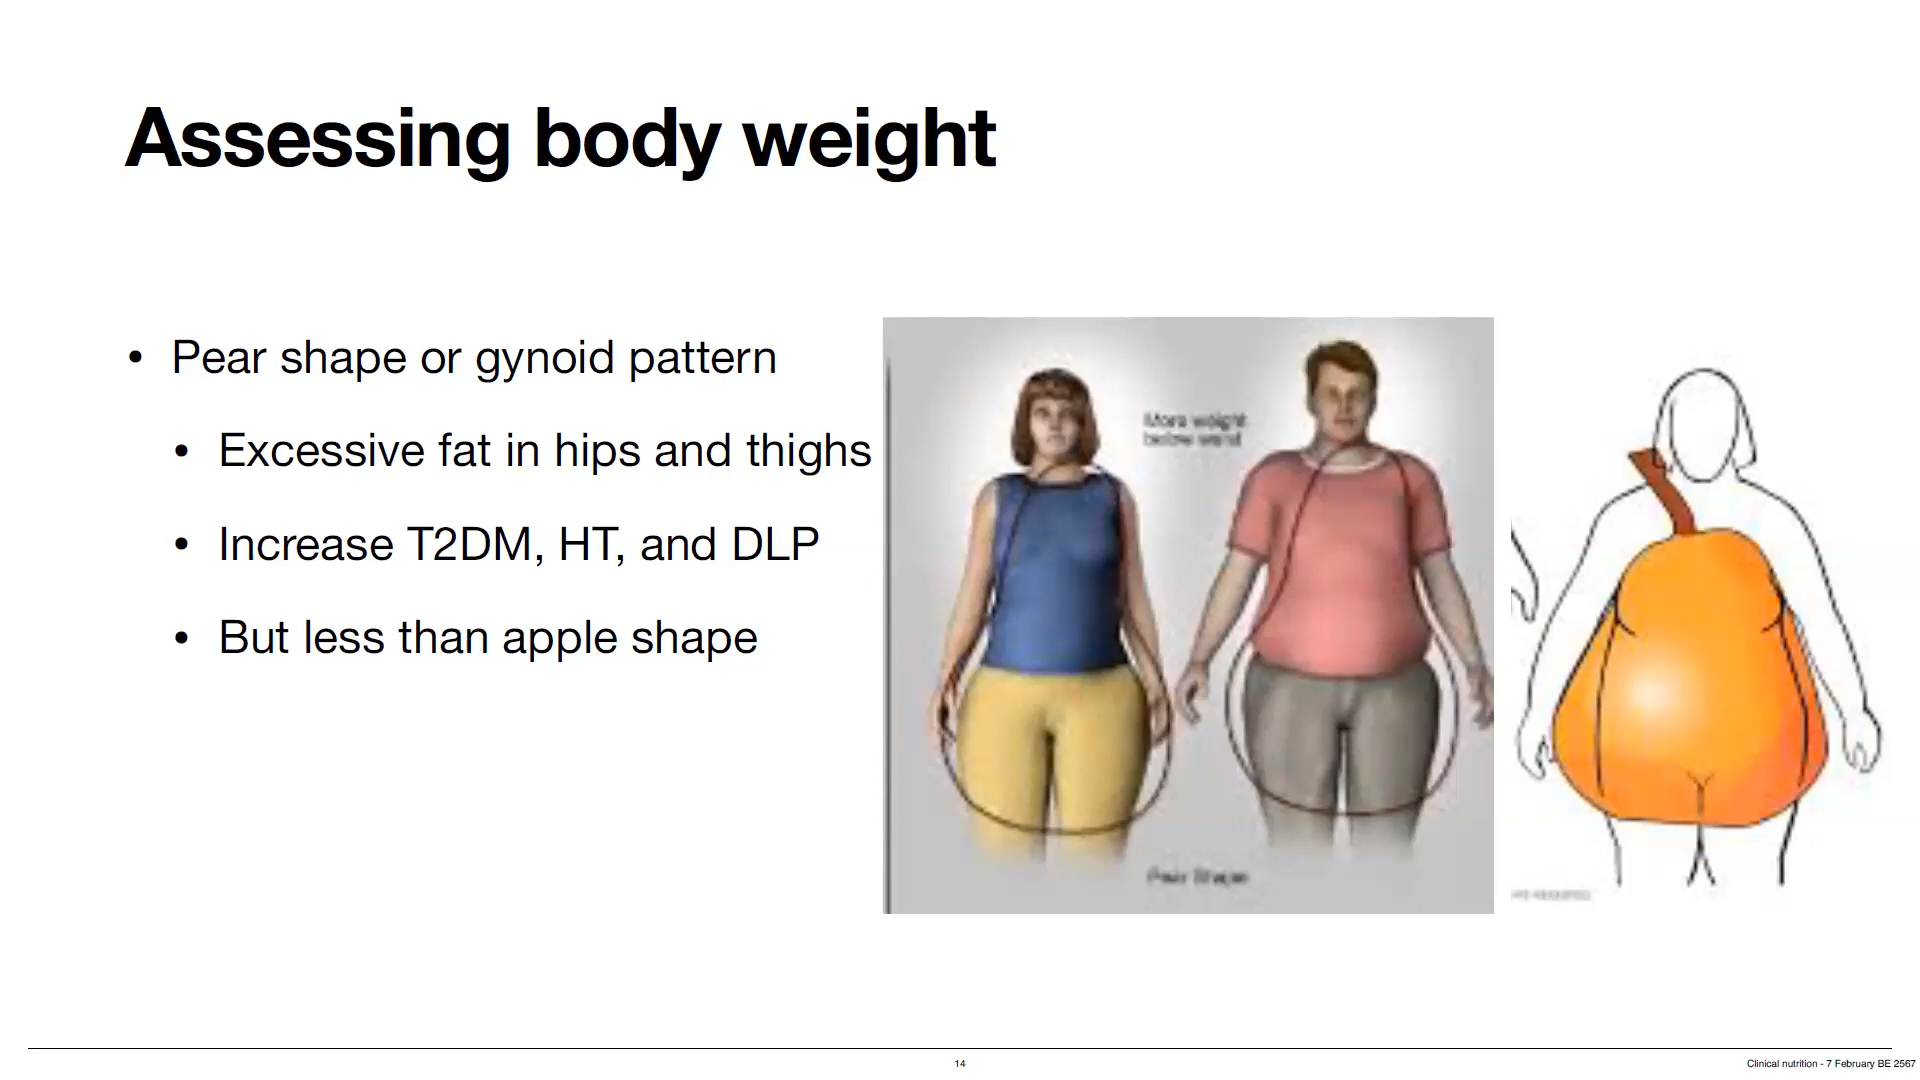 Assessing body weight
• Pear shape or gynoid pattern
• Excessive fat in hips and thighs
• Increase T2DM, HT, and DLP
• But less than apple shape
More weight
below waist
Pear Shape
14
Clinical nutrition - 7 February BE 2567